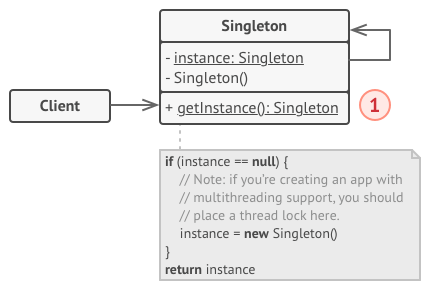 Singleton
- instance: Singleton
- Singleton()
+ getInstance(): Singleton
1
Client
if (instance == null) {
// Note: if you're creating an app with
// multithreading support, you should
// place a thread lock here.
instance = new Singleton()
}
return instance